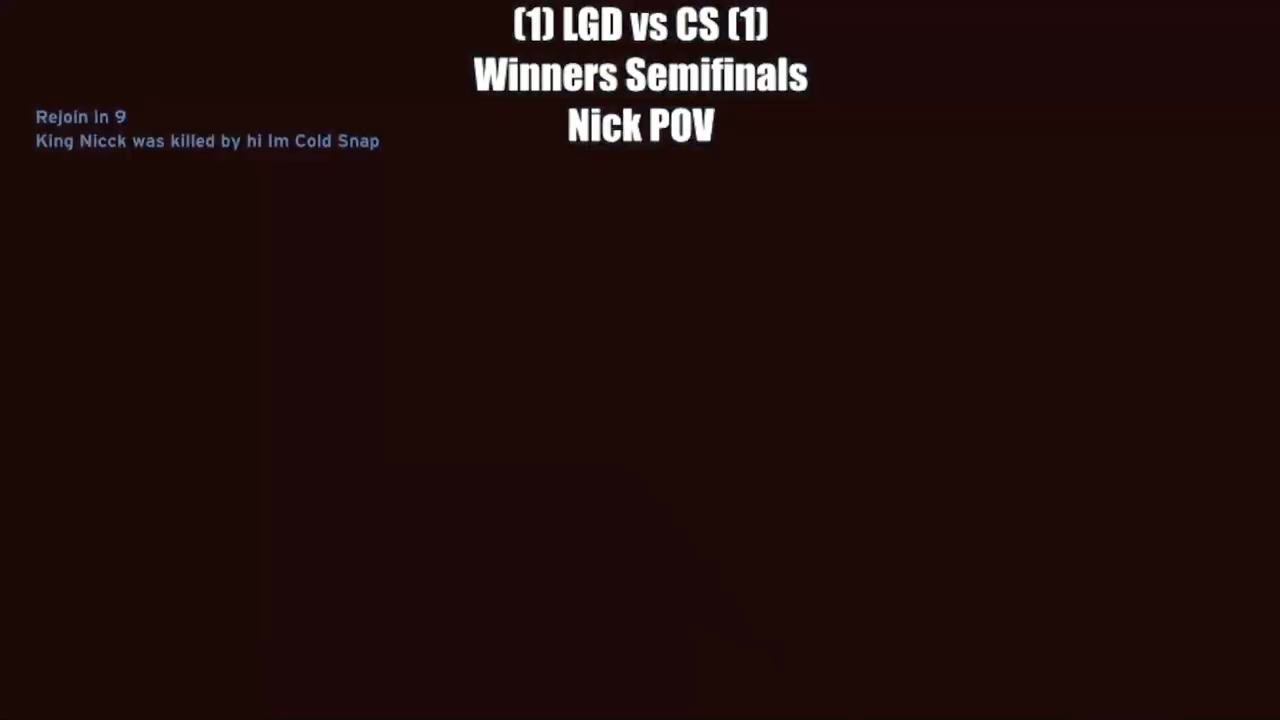 (1) LGD vs CS (1)
Winners Semifinals
Nick POV
Rejoin in 9
King Nicck was killed by hi Im Cold Snap